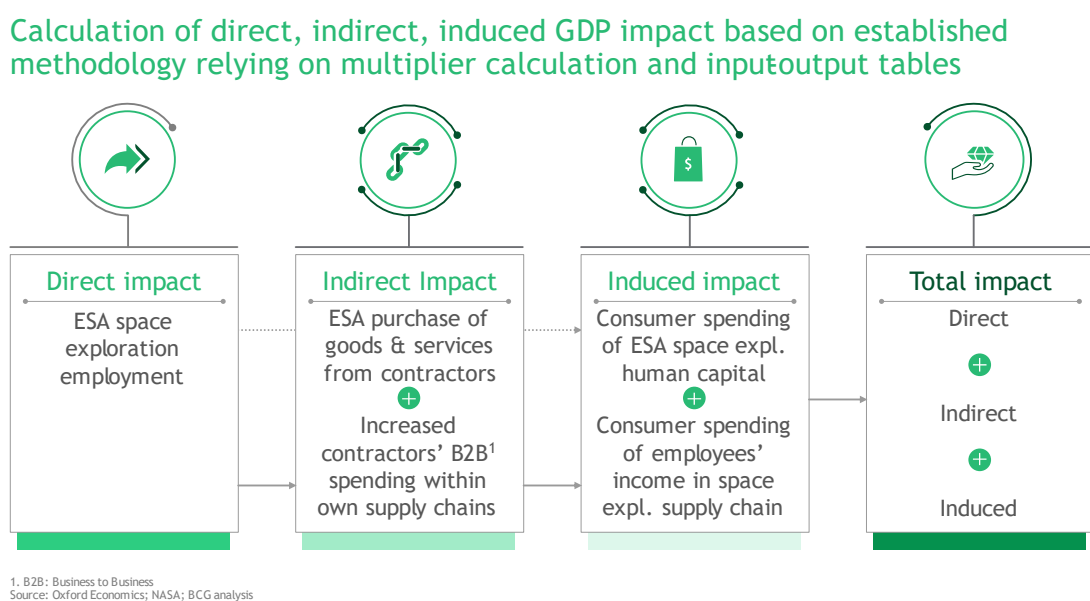 Calculation of direct, indirect, induced GDP impact based on established
methodology relying on multiplier calculation and input-output tables
$
Direct impact
ESA space
exploration
employment
Indirect Impact
ESA purchase of
goods & services
from contractors
+
Increased
contractors’ B2B1
spending within
own supply chains
Induced impact
Consumer spending
of ESA space expl.
human capital
+
Consumer spending
of employees’
income in space
expl. supply chain
Total impact
Direct
+
Indirect
+
Induced
1. B2B: Business to Business
Source: Oxford Economics; NASA; BCG analysis